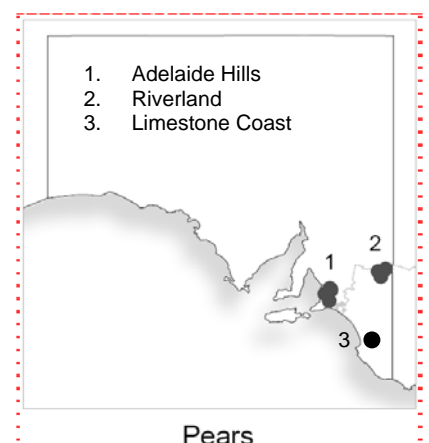 1. Adelaide Hills
2. Riverland
3. Limestone Coast
1
2
3
Pears